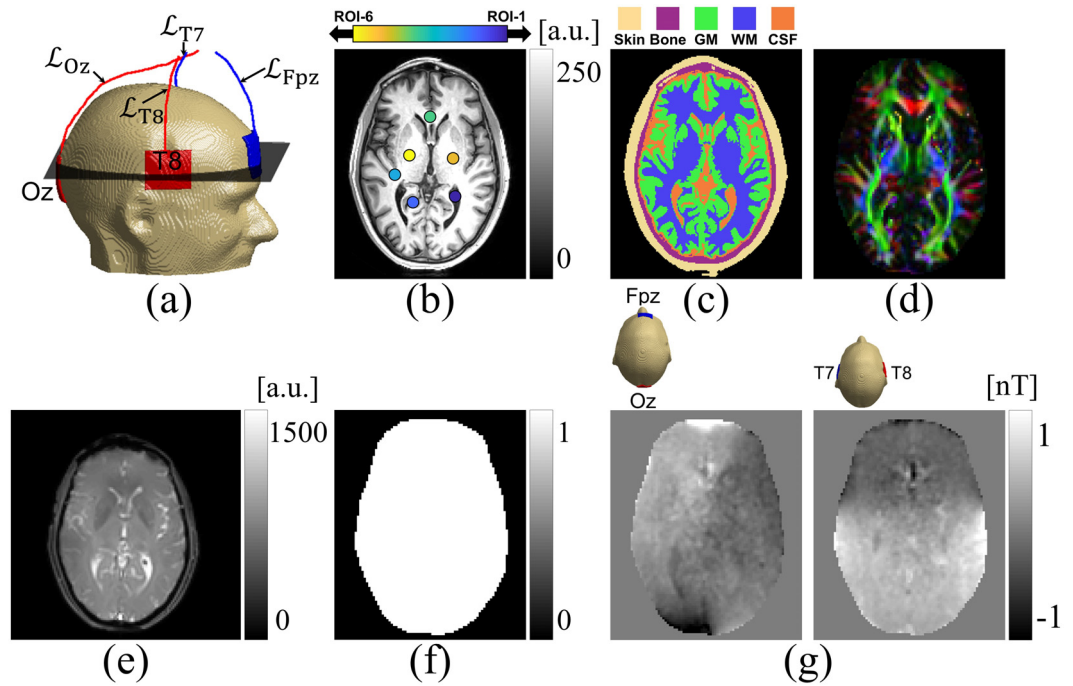 ℒT7
ℒOz
ℒFpz
ℒT8
T8
Oz
(a)
ROI-6
ROI-1
[a.u.]
250
0
(b)
Skin Bone GM WM CSF
(c)
(d)
[a.u.]
1500
0
(e)
1
0
(f)
Fpz
Oz
T7
T8
[nT]
1
-1
(g)